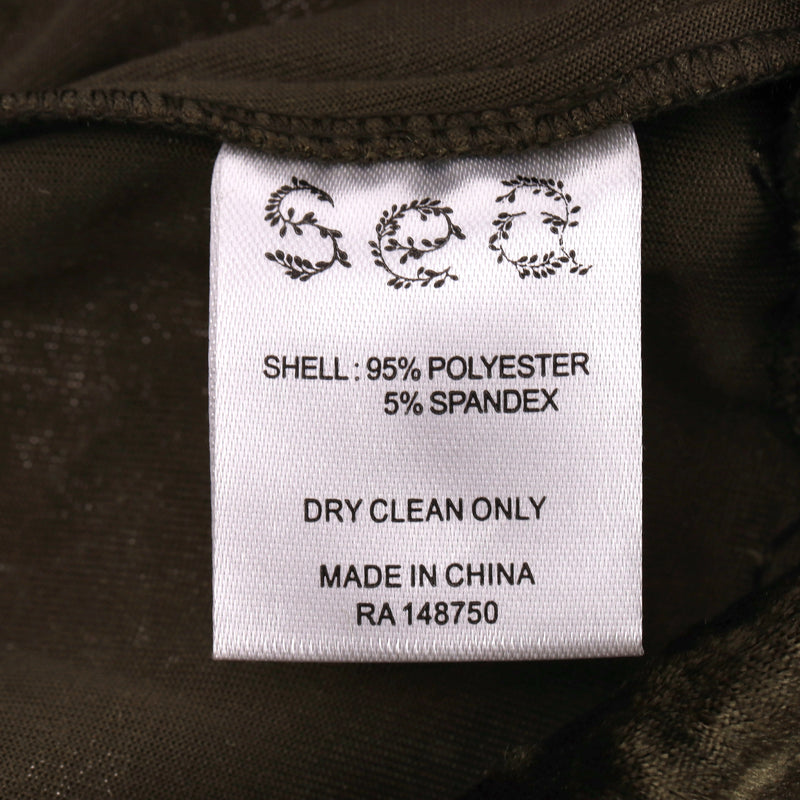 Sea
SHELL : 95% POLYESTER
5% SPANDEX
DRY CLEAN ONLY
MADE IN CHINA
RA 148750